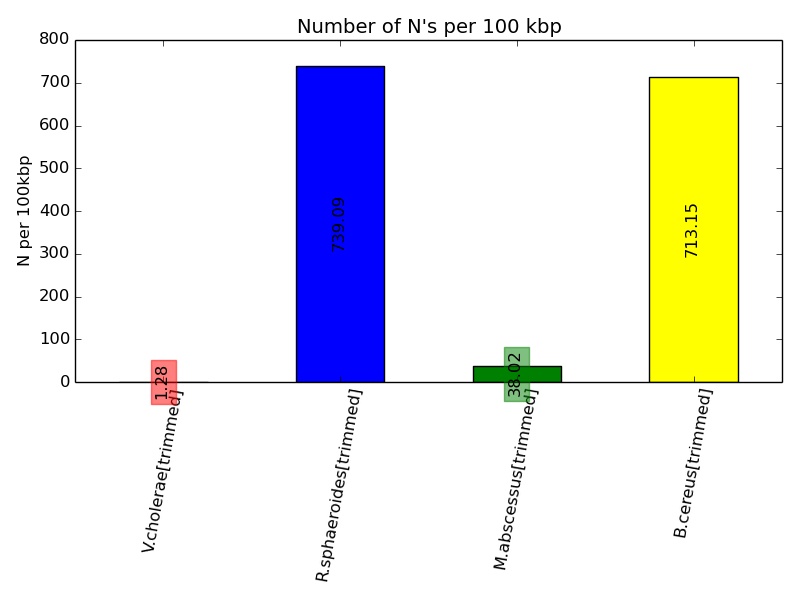 Number of N's per 100 kbp
N per 100kbp
800
700
600
500
400
300
200
100
0
1.28
739.09
38.02
713.15
V.cholerae[trimmed]
R.sphaeroides[trimmed]
M.abscessus[trimmed]
B.cereus[trimmed]